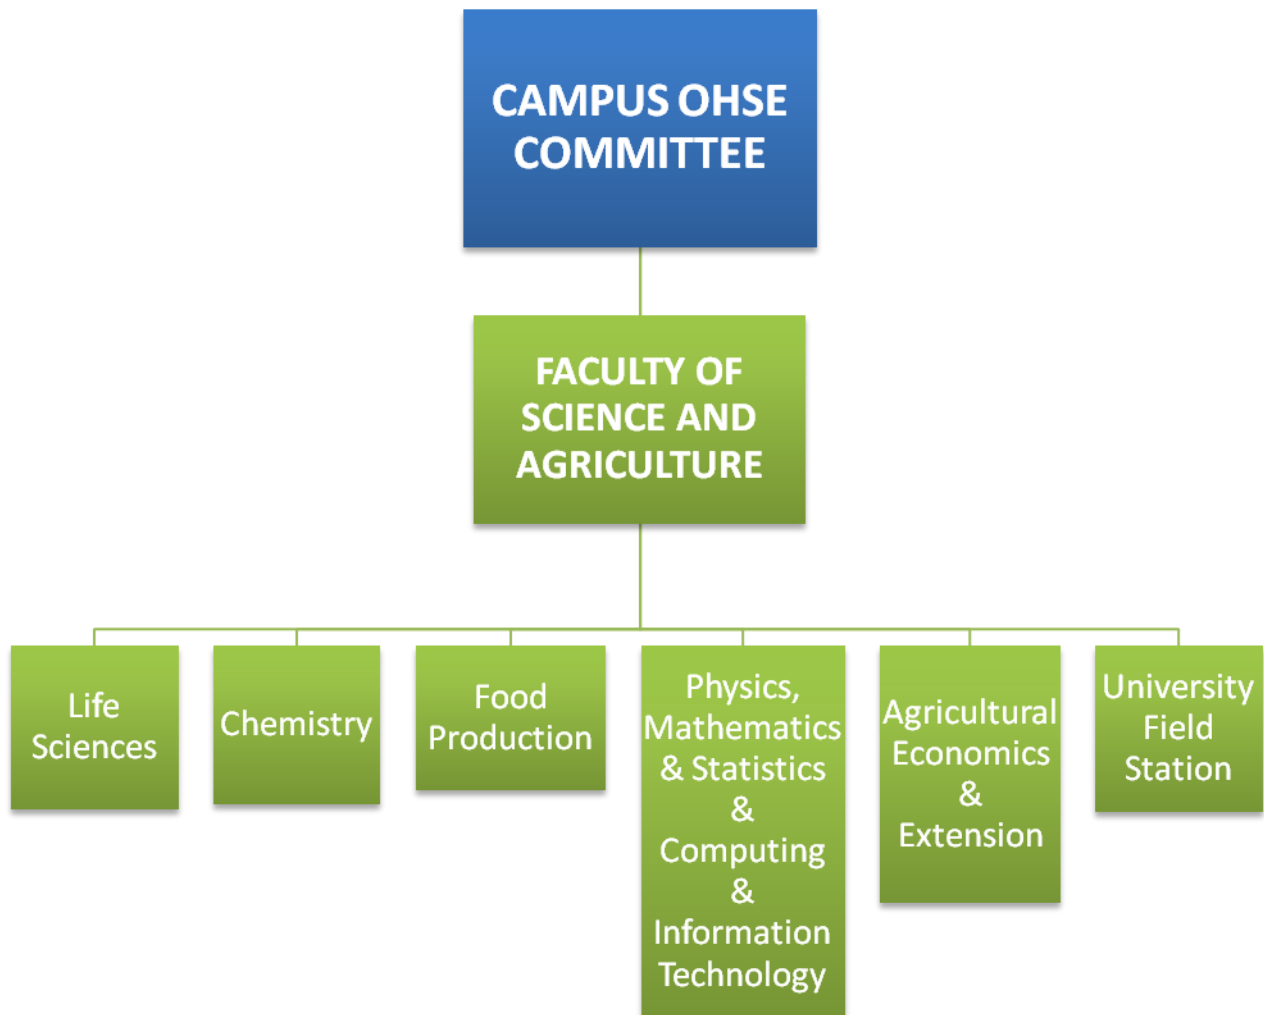 CAMPUS OHSE
COMMITTEE
FACULTY OF
SCIENCE AND
AGRICULTURE
Life
Sciences
Chemistry
Food
Production
Physics,
Mathematics
& Statistics
&
Computing
&
Information
Technology
Agricultural
Economics
&
Extension
University
Field
Station